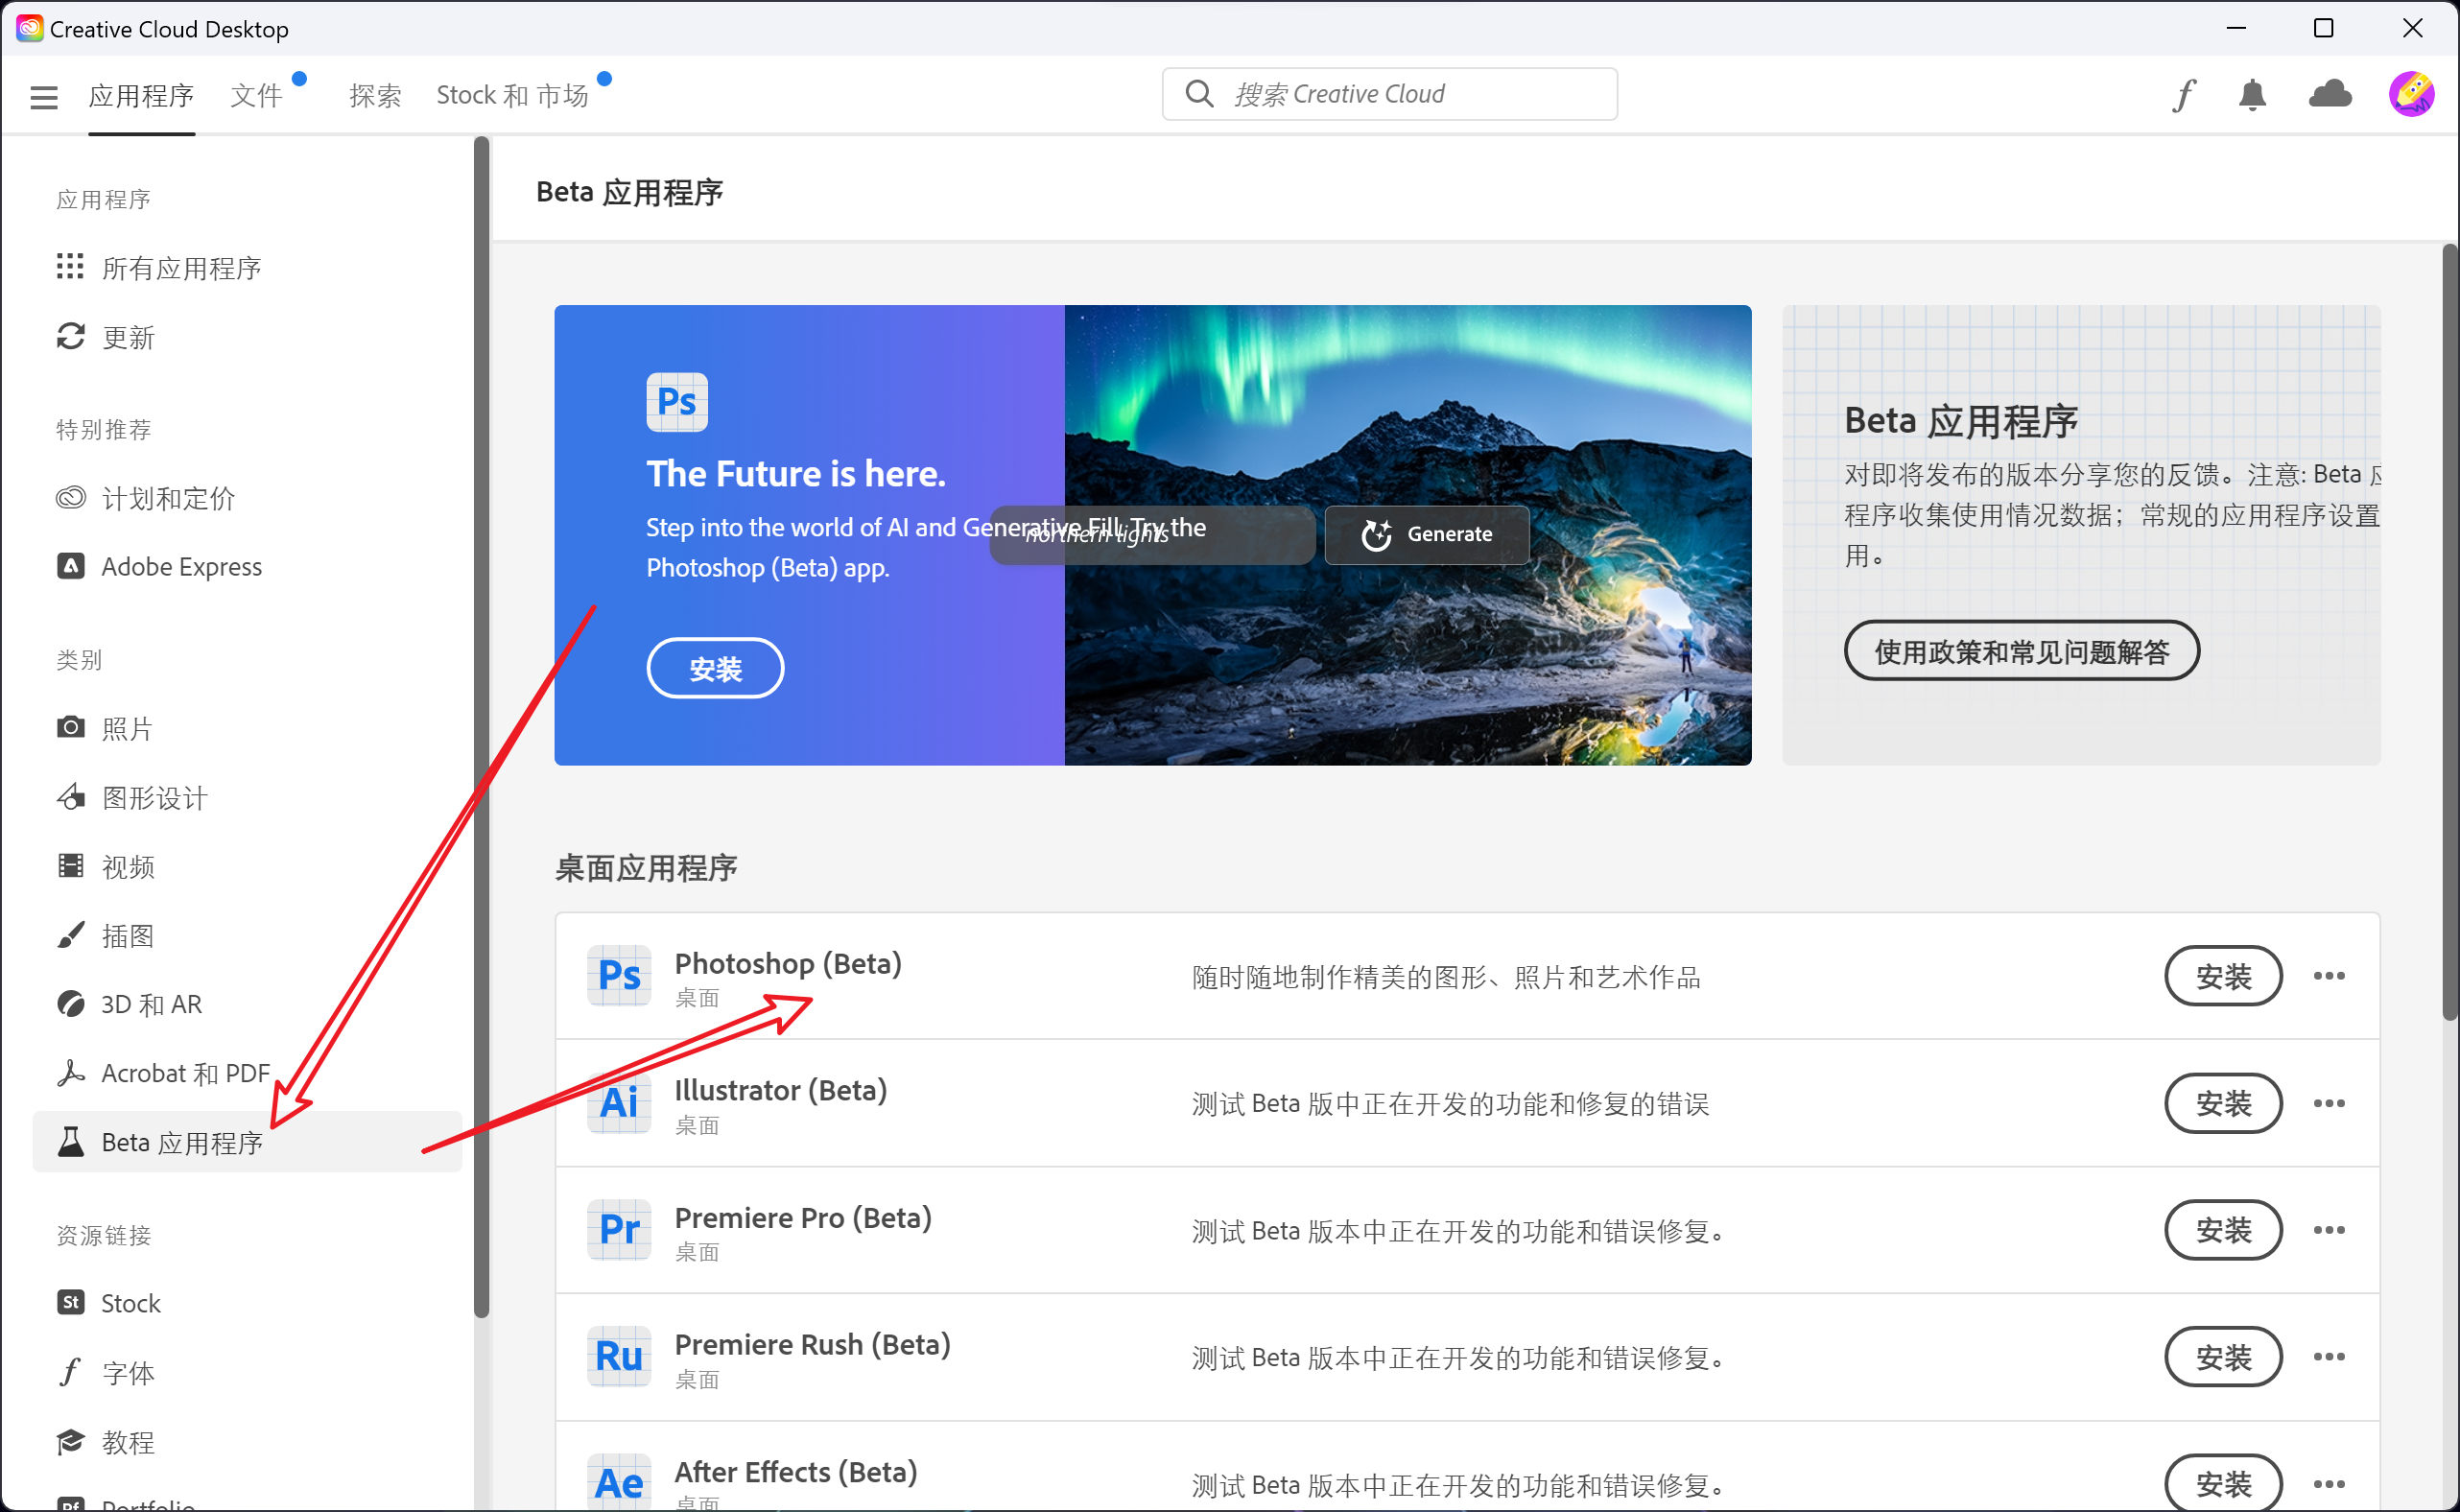 Creative Cloud Desktop
应用程序
文件
探索
Stock 和 市场
搜索 Creative Cloud
应用程序
所有应用程序
更新
特别推荐
计划和定价
Adobe Express
类别
照片
图形设计
视频
插图
3D 和 AR
Acrobat 和 PDF
Beta 应用程序
资源链接
St Stock
字体
教程
Pf Portfolio
Beta 应用程序
Ps
The Future is here.
Step into the world of AI and Generative Fill. Try the
Photoshop (Beta) app.
安装
northern lights
Generate
Beta 应用程序
对即将发布的版本分享您的反馈。注意: Beta 应
程序收集使用情况数据；常规的应用程序设置
用。
使用政策和常见问题解答
桌面应用程序
Ps
Photoshop (Beta)
桌面
随时随地制作精美的图形、照片和艺术作品
安装
Ai
Illustrator (Beta)
桌面
测试 Beta 版中正在开发的功能和修复的错误
安装
Pr
Premiere Pro (Beta)
桌面
测试 Beta 版本中正在开发的功能和错误修复。
安装
Ru
Premiere Rush (Beta)
桌面
测试 Beta 版本中正在开发的功能和错误修复。
安装
Ae
After Effects (Beta)
桌面
测试 Beta 版本中正在开发的功能和错误修复。
安装